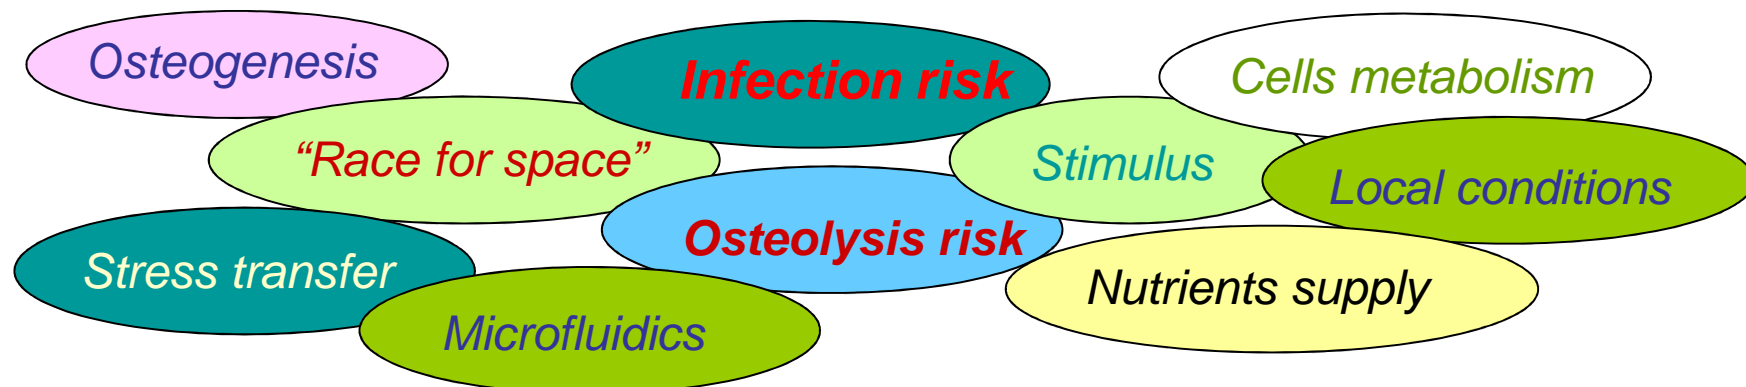 Osteogenesis
Infection risk
Cells metabolism
“Race for space”
Stimulus
Local conditions
Osteolysis risk
Stress transfer
Nutrients supply
Microfluidics